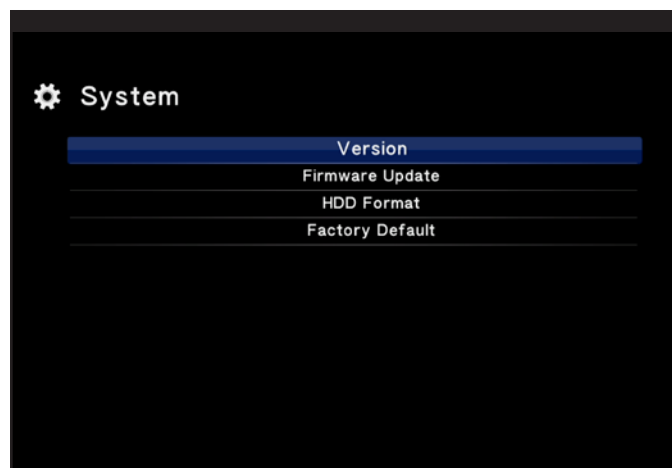 System
Version
Firmware Update
HDD Format
Factory Default